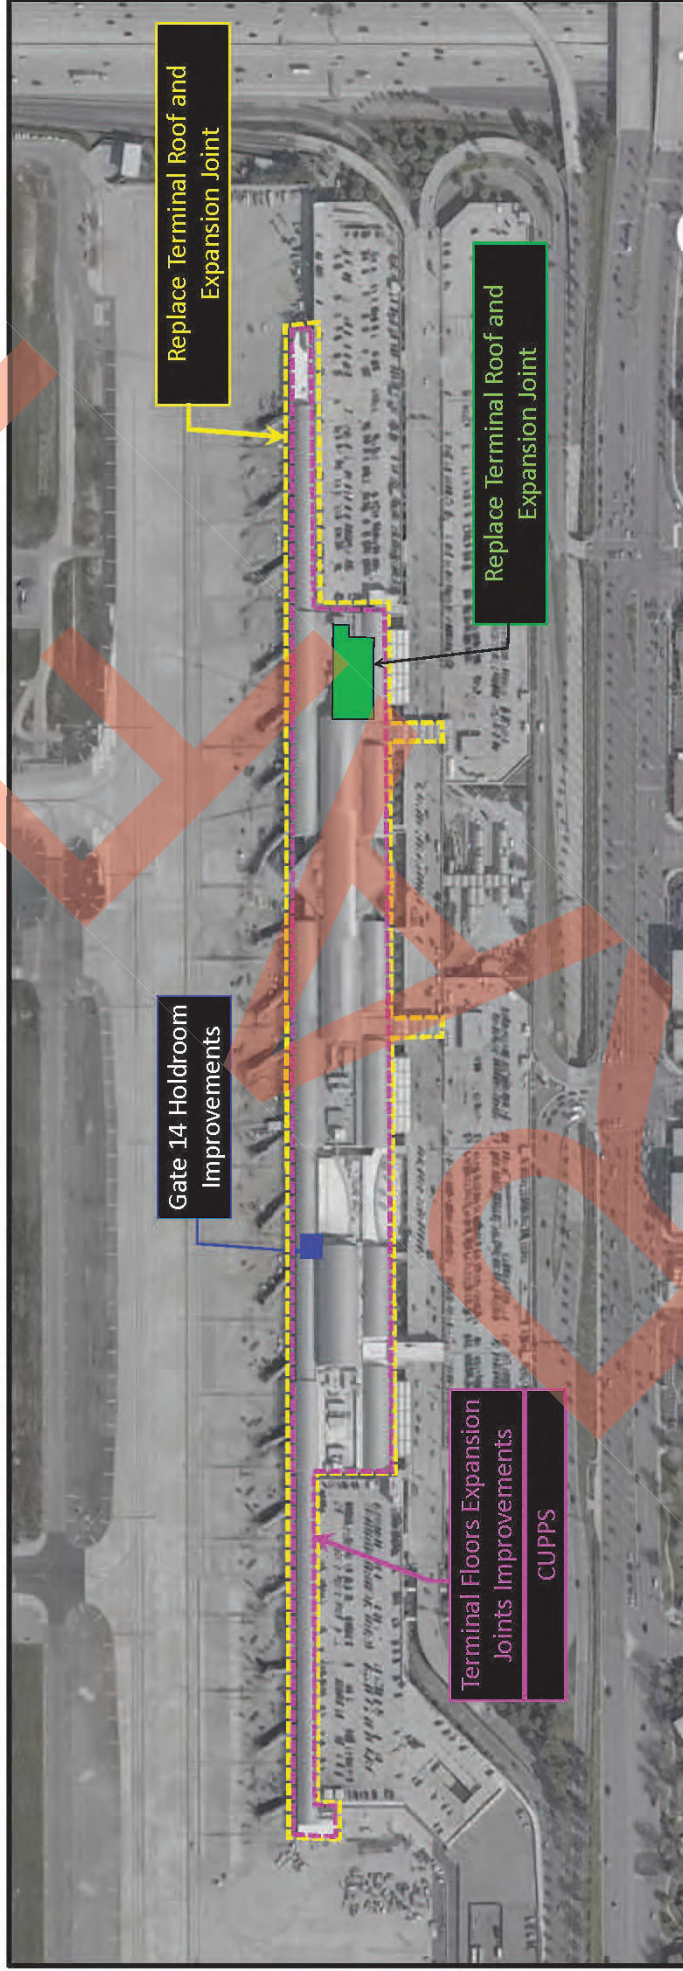 Replace Terminal Roof and
Expansion Joint
Replace Terminal Roof and
Expansion Joint
Gate 14 Holdroom
Improvements
Terminal Floors Expansion
Joints Improvements
CUPPS
DRAFT